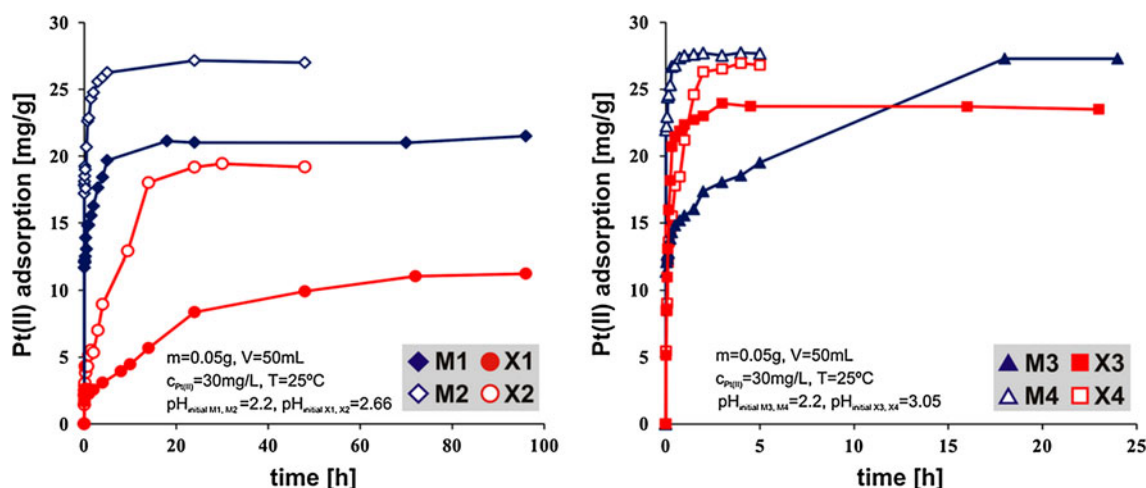 Pt(II) adsorption [mg/g]
30
25
20
15
10
5
0
m=0.05g, V=50mL
cPt(II)=30mg/L, T=25ºC
pHinitial M1, M2=2.2, pHinitial X1, X2=2.66
M1 X1
M2 X2
0 20 40 60 80 100
time [h]
Pt(II) adsorption [mg/g]
30
25
20
15
10
5
0
m=0.05g, V=50mL
cPt(II)=30mg/L, T=25ºC
pHinitial M3, M4=2.2, pHinitial X3, X4=3.05
M3 X3
M4 X4
0 5 10 15 20 25
time [h]